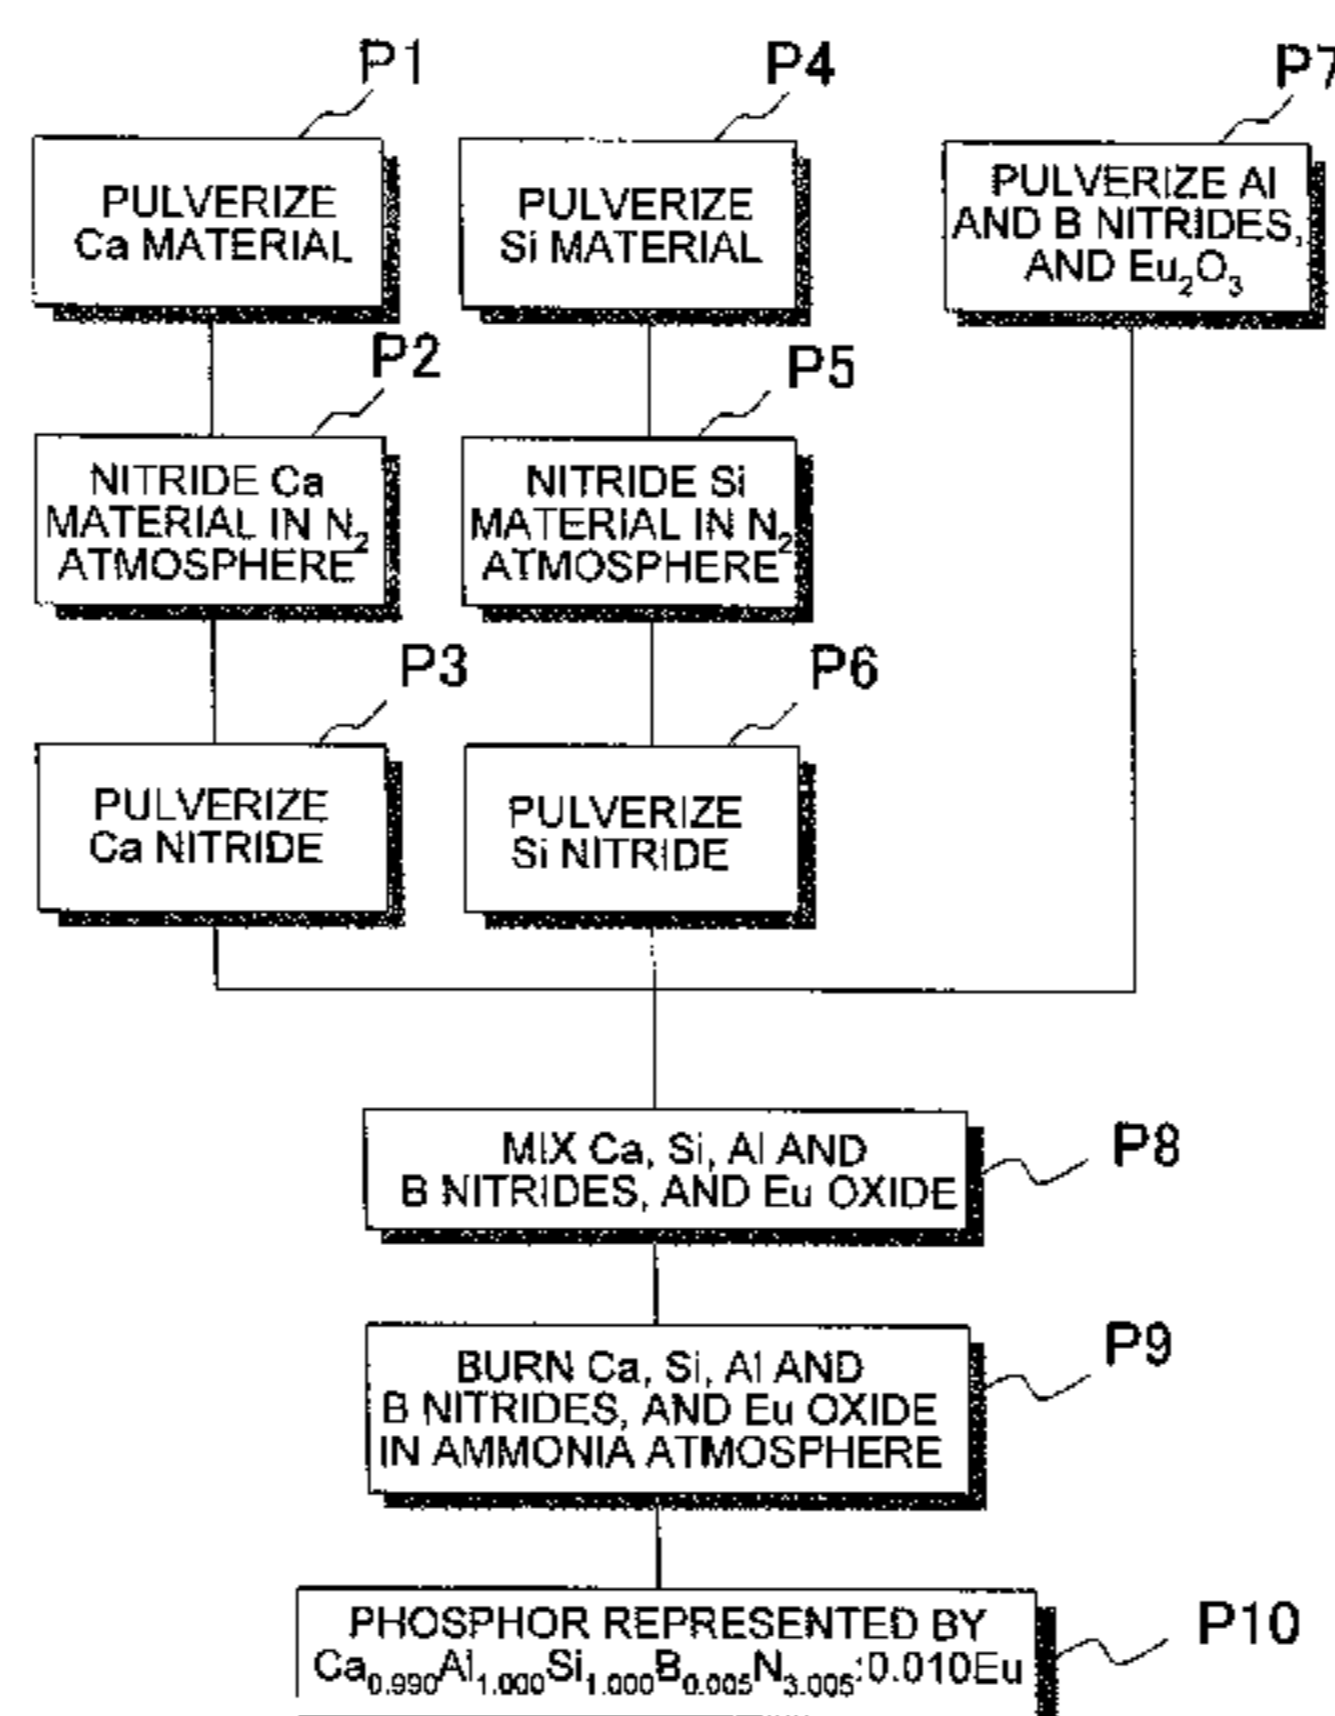 P1
PULVERIZE
Ca MATERIAL
P4
PULVERIZE
Si MATERIAL
P7
PULVERIZE Al
AND B NITRIDES,
AND Eu₂O₃
P2
NITRIDE Ca
MATERIAL IN N₂
ATMOSPHERE
P5
NITRIDE Si
MATERIAL IN N₂
ATMOSPHERE
P3
PULVERIZE
Ca NITRIDE
P6
PULVERIZE
Si NITRIDE
MIX Ca, Si, Al AND
B NITRIDES, AND Eu OXIDE
P8
BURN Ca, Si, Al AND
B NITRIDES, AND Eu OXIDE
IN AMMONIA ATMOSPHERE
P9
PHOSPHOR REPRESENTED BY
Ca₀.₉₉₀Al₁.₀₀₀Si₁.₀₀₀B₀.₀₀₅N₃.₀₀₅:0.010Eu
P10